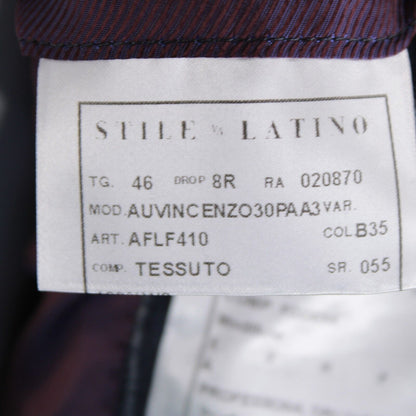 STILE LATINO
TG. 46 DROP 8R RA 020870
MOD. AUVINCENZO30PAA3 VAR.
ART. AFLF410 COL B35
COMP. TESSUTO SR. 055